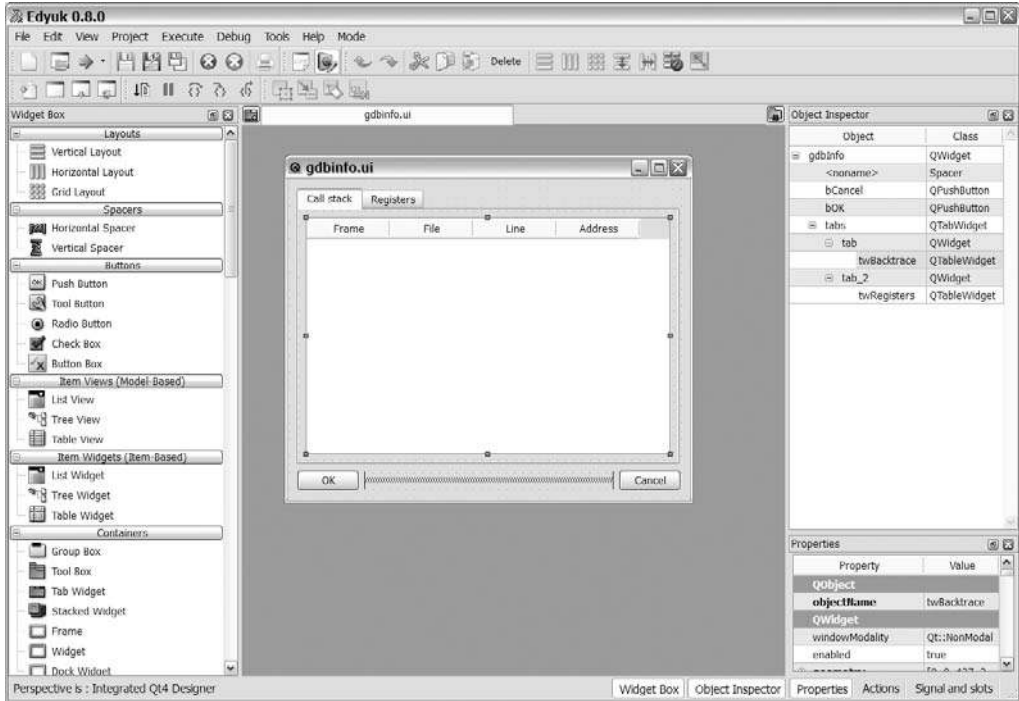 Edyuk 0.8.0
File Edit View Project Execute Debug Tools Help Mode
Delete
Widget Box
gdbinfo.ui
Object Inspector
Layouts
Vertical Layout
Horizontal Layout
Grid Layout
Spacers
Horizontal Spacer
Vertical Spacer
Buttons
Push Button
Tool Button
Radio Button
Check Box
Button Box
Item Views (Model-Based)
List View
Tree View
Table View
Item Widgets (Item-Based)
List Widget
Tree Widget
Table Widget
Containers
Group Box
Tool Box
Tab Widget
Stacked Widget
Frame
Widget
Dock Widget
gdbinfo.ui
Call stack Registers
Frame File Line Address
OK Cancel
Object Class
gdbInfo QWidget
<noname> Spacer
bCancel QPushButton
bOK QPushButton
tabs QTabWidget
tab QWidget
twBacktrace QTableWidget
tab_2 QWidget
twRegisters QTableWidget
Properties
Property Value
QObject
objectName twBacktrace
QWidget
windowModality Qt::NonModal
enabled true
Perspective is : Integrated Qt4 Designer
Widget Box Object Inspector Properties Actions Signal and slots